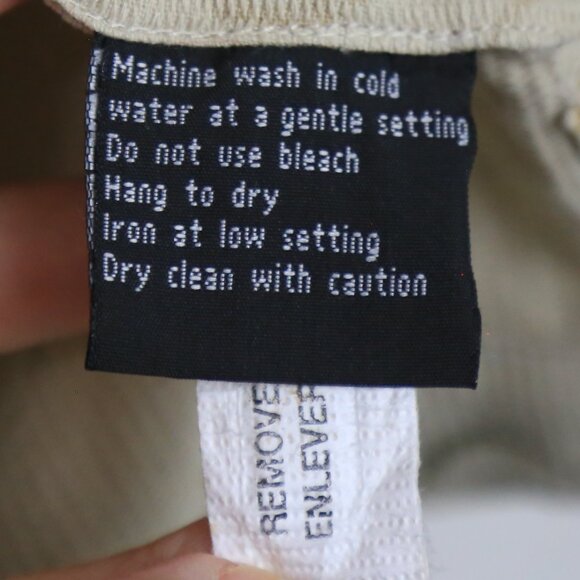 Machine wash in cold
water at a gentle setting
Do not use bleach
Hang to dry
Iron at low setting
Dry clean with caution
REMOVE
ENLEVER